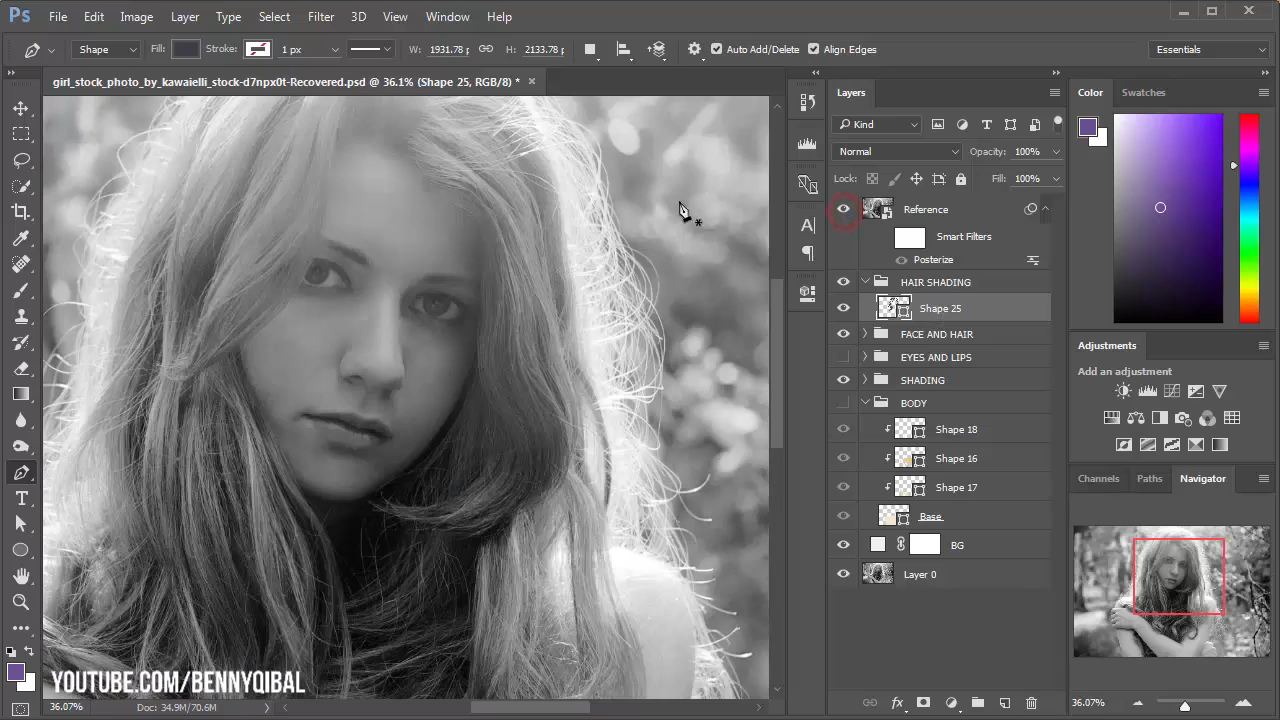 Ps File Edit Image Layer Type Select Filter 3D View Window Help
Shape Fill: Stroke: 1 px W: 1931.78 p H: 2133.78 p Auto Add/Delete Align Edges Essentials
girl_stock_photo_by_kawaielli_stock-d7npx0t-Recovered.psd @ 36.1% (Shape 25, RGB/8) *
Layers
Kind
Normal Opacity: 100%
Lock: Fill: 100%
Reference
Smart Filters
Posterize
HAIR SHADING
Shape 25
FACE AND HAIR
EYES AND LIPS
SHADING
BODY
Shape 18
Shape 16
Shape 17
Base
BG
Layer 0
Color Swatches
Adjustments
Add an adjustment
Channels Paths Navigator
36.07%
YOUTUBE.COM/BENNYQIBAL
36.07% Doc: 34.9M/70.6M